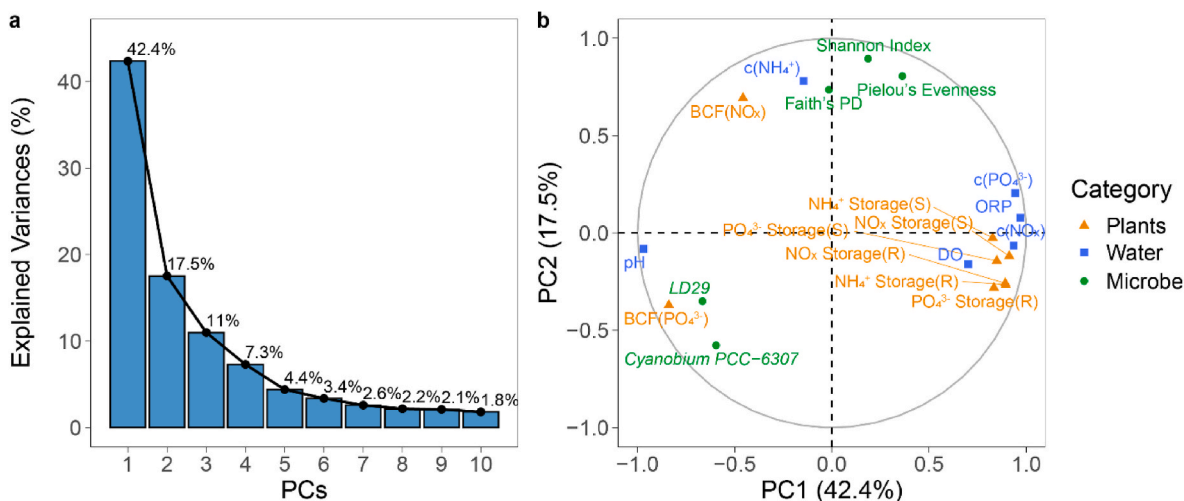 a
Explained Variances (%)
40
30
20
10
0
42.4%
17.5%
11%
7.3%
4.4%
3.4%
2.6%
2.2%
2.1%
1.8%
1 2 3 4 5 6 7 8 9 10
PCs
b
PC2 (17.5%)
1.0
0.5
0.0
−0.5
−1.0
Shannon Index
c(NH₄⁺)
Pielou's Evenness
Faith's PD
BCF(NOₓ)
c(PO₄³⁻)
NH₄⁺ Storage(S)
ORP
NOₓ Storage(S)
c(NOₓ)
PO₄³⁻ Storage(S)
NOₓ Storage(R)
DO
pH
NH₄⁺ Storage(R)
LD29
PO₄³⁻ Storage(R)
BCF(PO₄³⁻)
Cyanobium PCC−6307
−1.0 −0.5 0.0 0.5 1.0
PC1 (42.4%)
Category
Plants
Water
Microbe